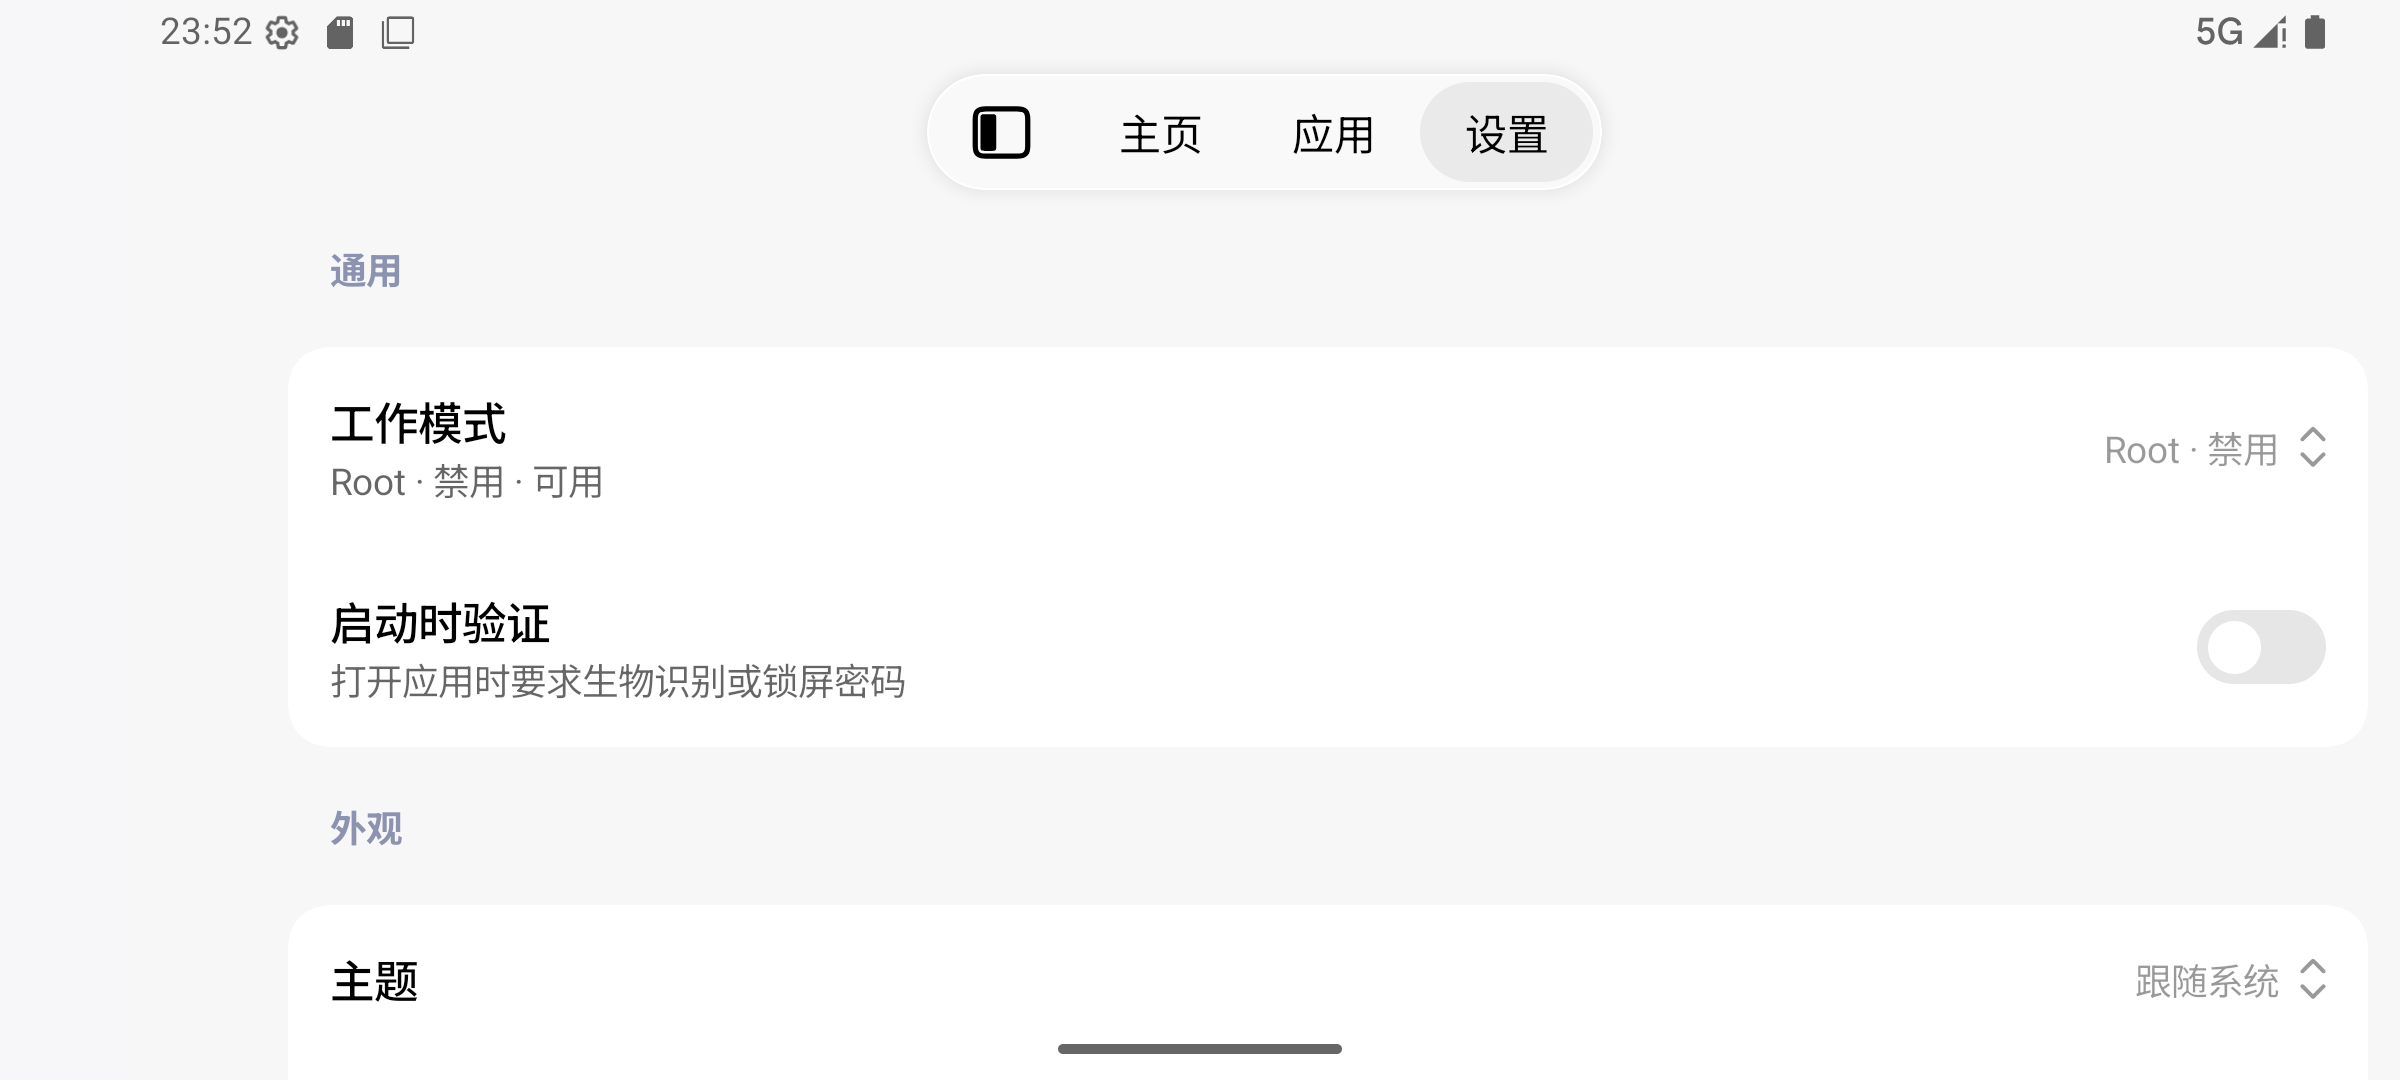 23:52
5G
主页
应用
设置
通用
工作模式
Root · 禁用 · 可用
Root · 禁用
启动时验证
打开应用时要求生物识别或锁屏密码
外观
主题
跟随系统